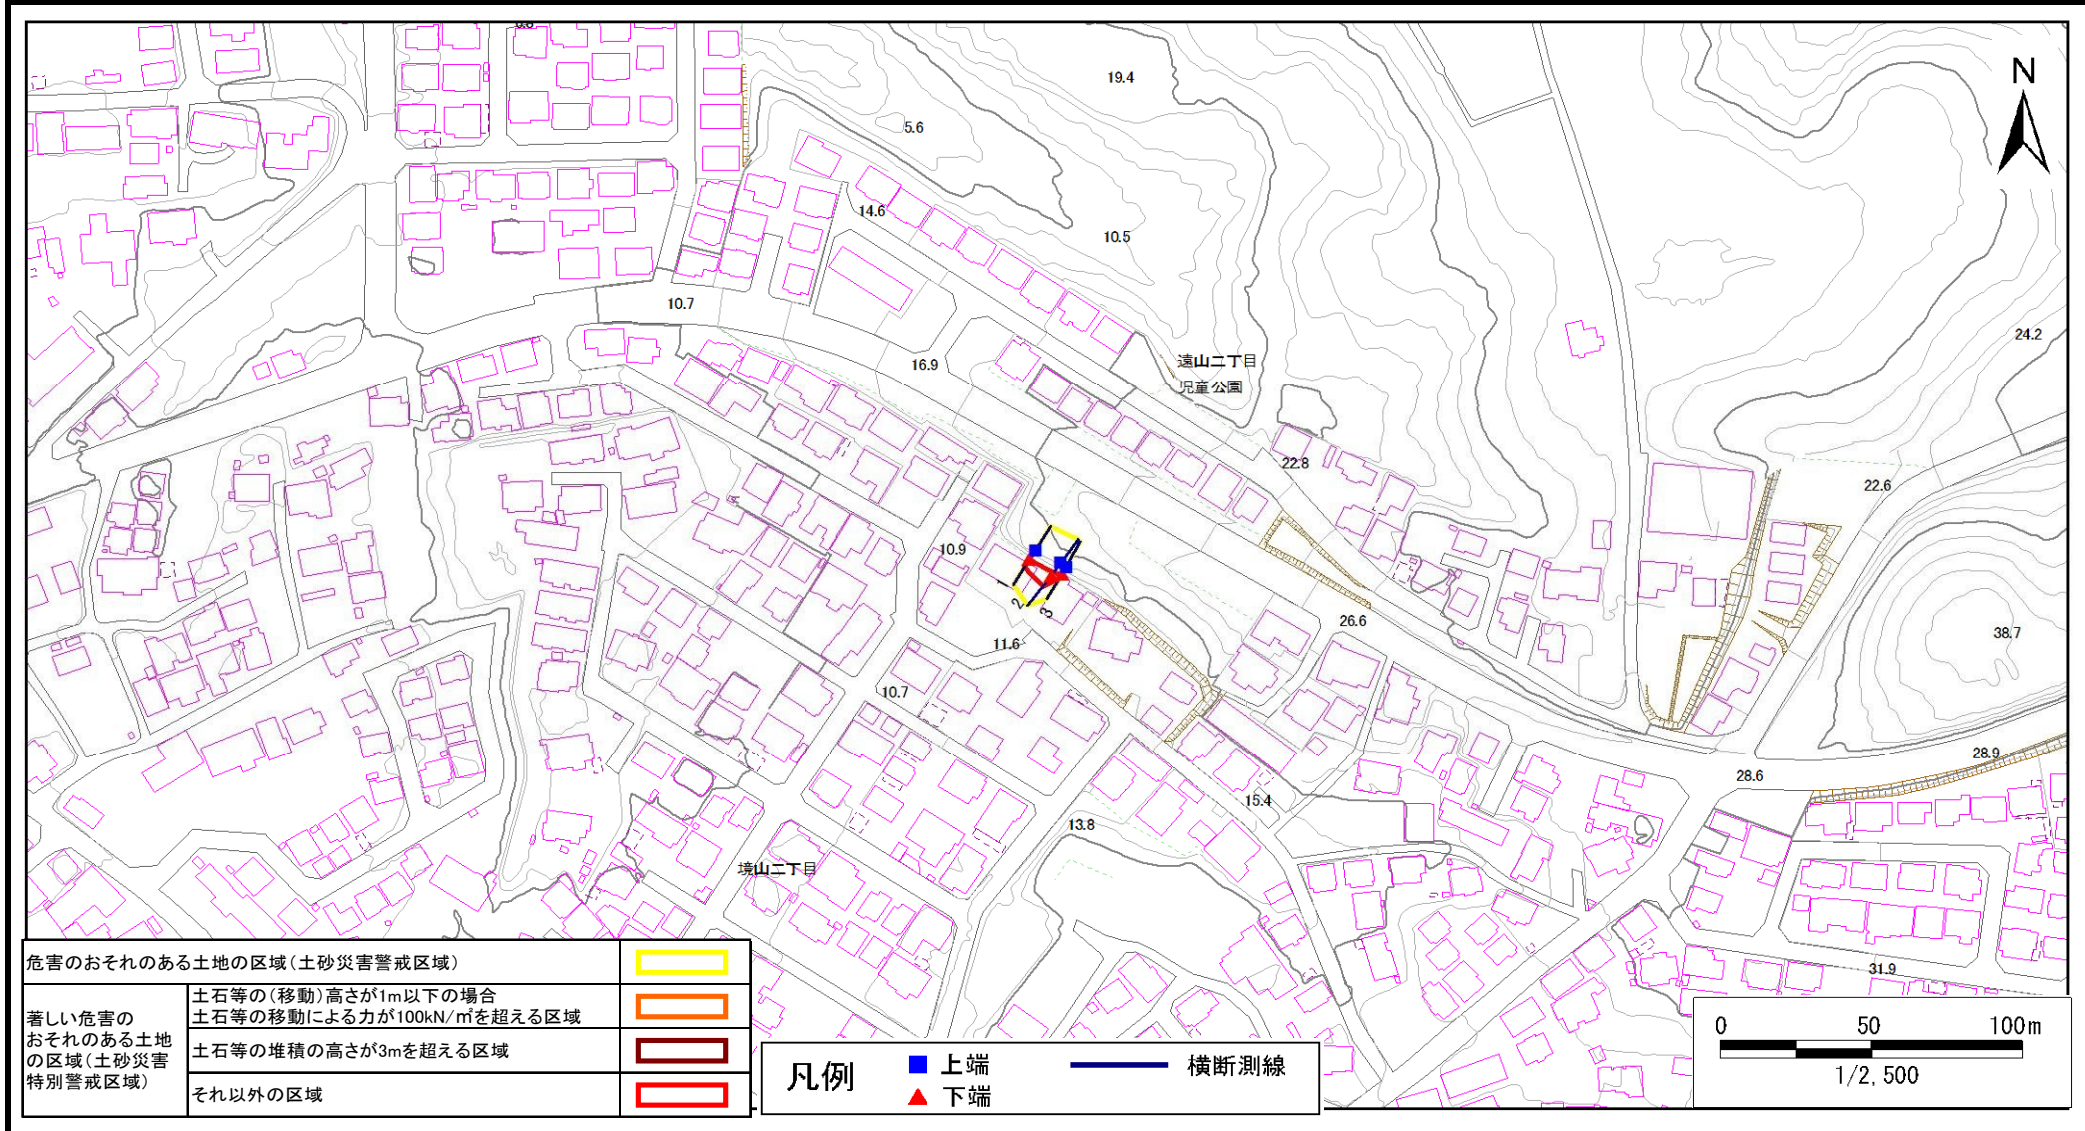 6.8
19.4
N
5.6
14.6
10.5
10.7
24.2
16.9
遠山二丁目
児童公園
22.8
22.6
10.9
1
2
3
26.6
11.6
38.7
10.7
28.9
28.6
15.4
13.8
境山二丁目
31.9
危害のおそれのある土地の区域(土砂災害警戒区域)
著しい危害の
おそれのある土地
の区域(土砂災害
特別警戒区域)
土石等の(移動)高さが1m以下の場合
土石等の移動による力が100kN/㎡を超える区域
土石等の堆積の高さが3mを超える区域
それ以外の区域
凡例
上端
下端
横断測線
0 50 100m
1/2,500